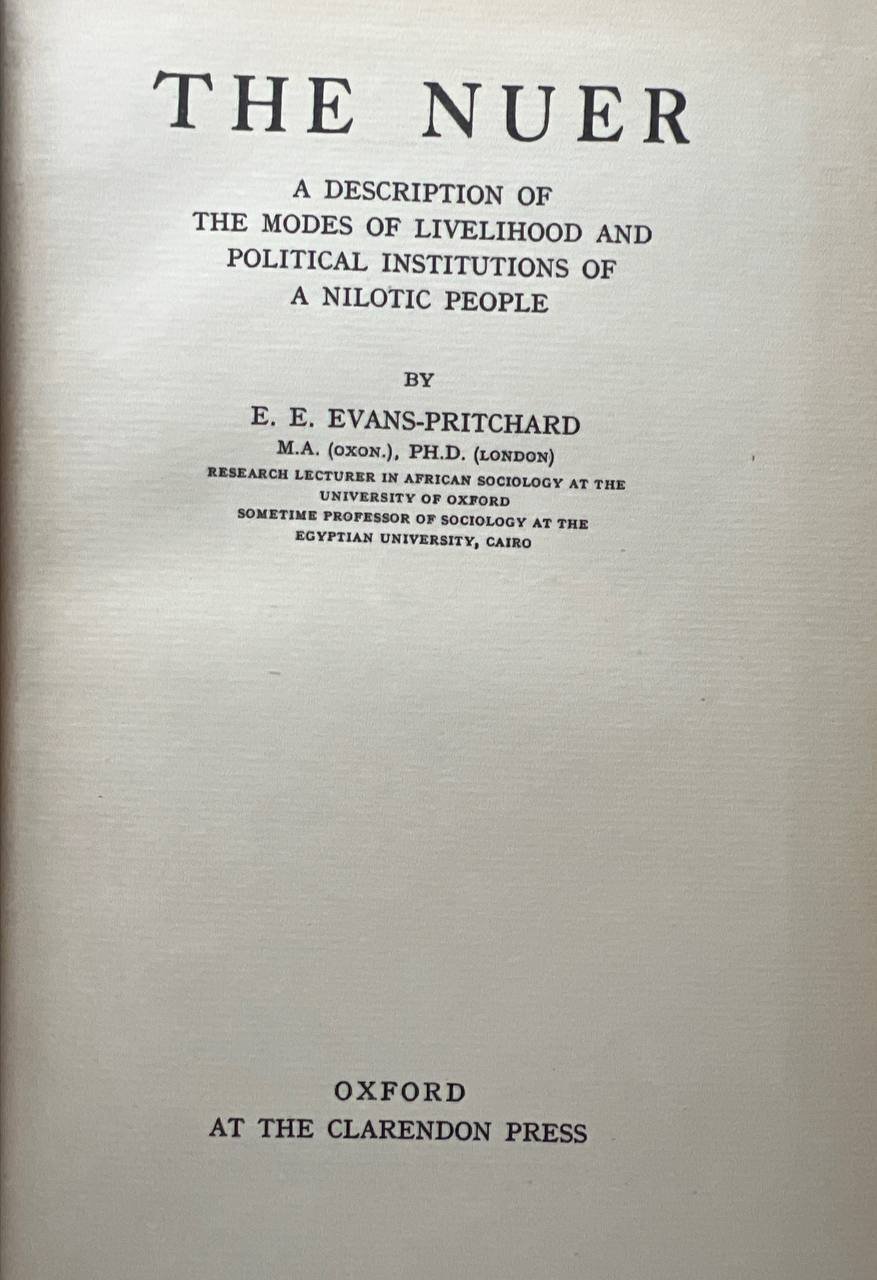 THE NUER
A DESCRIPTION OF
THE MODES OF LIVELIHOOD AND
POLITICAL INSTITUTIONS OF
A NILOTIC PEOPLE
BY
E. E. EVANS-PRITCHARD
M.A. (OXON.), PH.D. (LONDON)
RESEARCH LECTURER IN AFRICAN SOCIOLOGY AT THE
UNIVERSITY OF OXFORD
SOMETIME PROFESSOR OF SOCIOLOGY AT THE
EGYPTIAN UNIVERSITY, CAIRO
OXFORD
AT THE CLARENDON PRESS